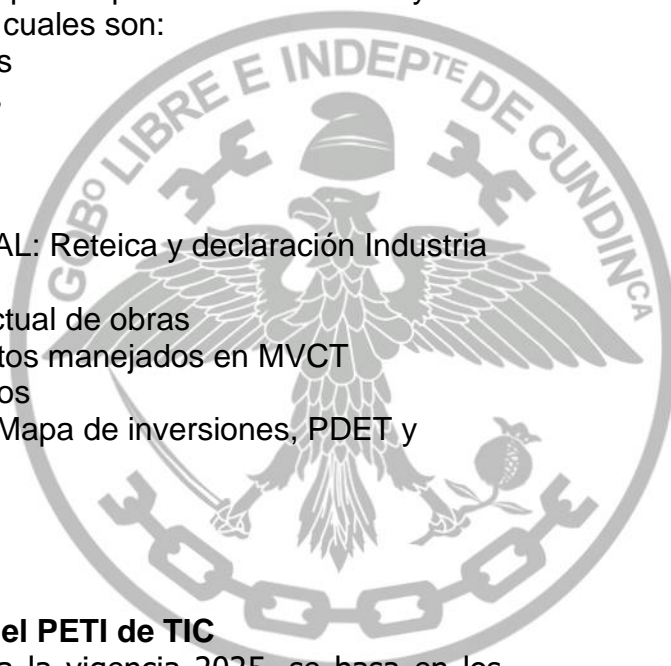 cuales son:
s
GOBº LIBRE E INDEPTE DE CUNDINCA
AL: Reteica y declaración Industria
ctual de obras
tos manejados en MVCT
os
Mapa de inversiones, PDET y
el PETI de TIC
a la vigencia 2025, se basa en los